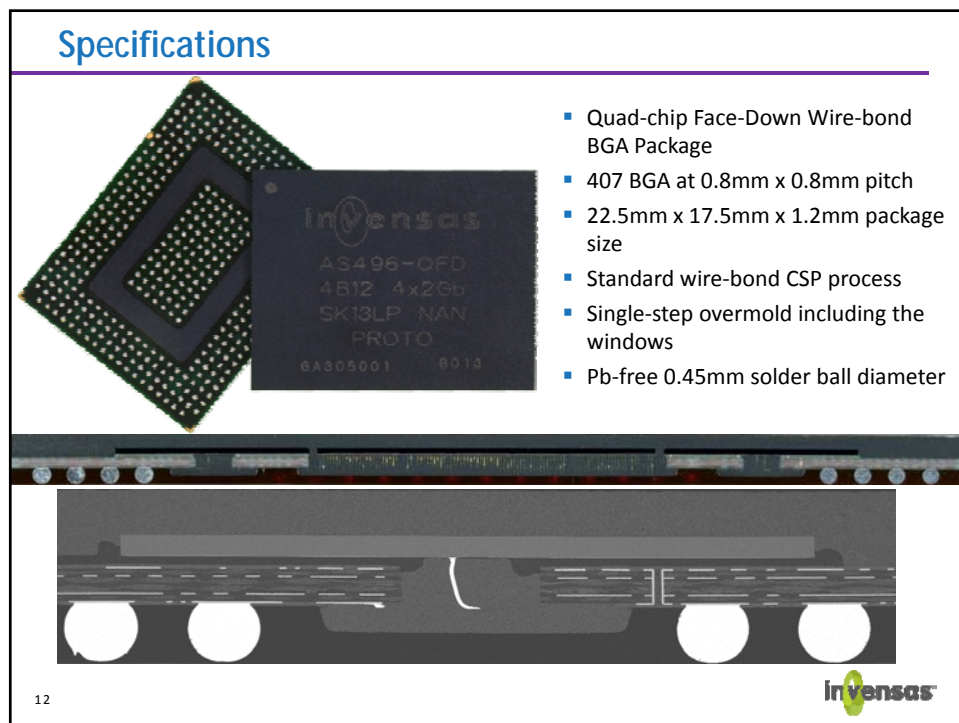 Specifications
Quad-chip Face-Down Wire-bond
BGA Package
407 BGA at 0.8mm x 0.8mm pitch
22.5mm x 17.5mm x 1.2mm package
size
Standard wire-bond CSP process
Single-step overmold including the
windows
Pb-free 0.45mm solder ball diameter
invensas
AS496-QFD
4B12 4x2Gb
SK13LP NAN
PROTO
GA305001 B013
12
invensas